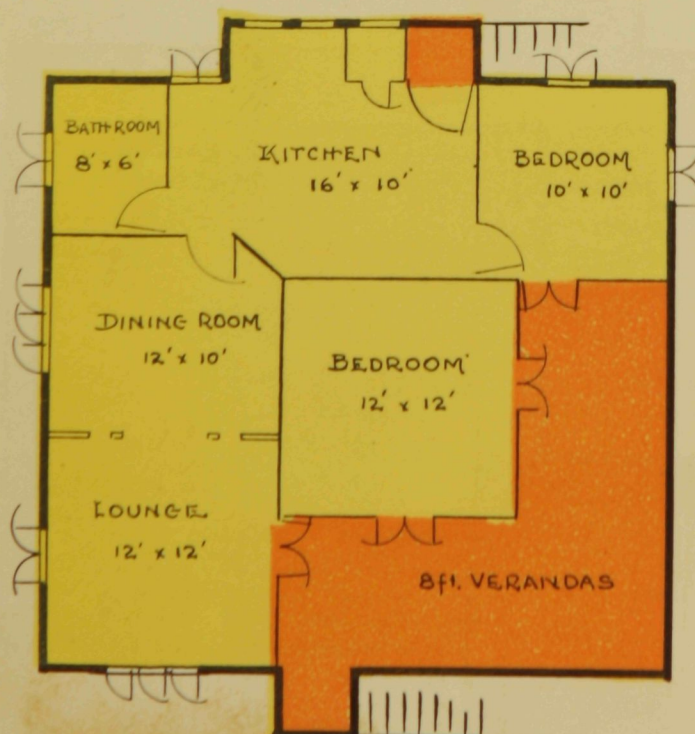 BATHROOM
8' x 6'
KITCHEN
16' x 10'
BEDROOM
10' x 10'
DINING ROOM
12' x 10'
BEDROOM
12' x 12'
LOUNGE
12' x 12'
8ft. VERANDAS